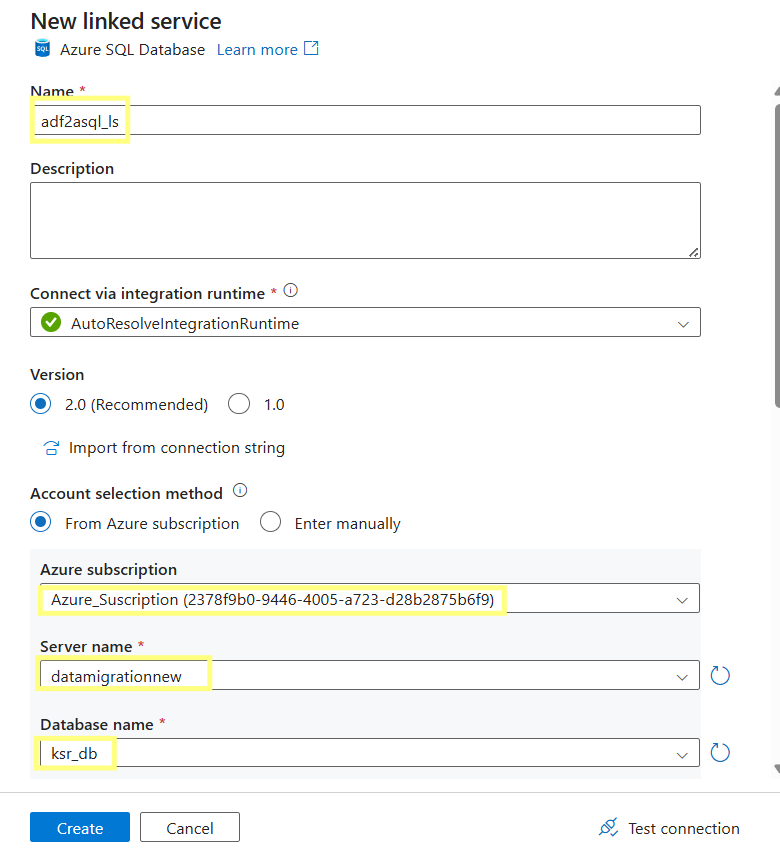 New linked service
SQL Azure SQL Database Learn more
Name *
adf2asql_ls
Description
Connect via integration runtime *
AutoResolveIntegrationRuntime
Version
2.0 (Recommended) 1.0
Import from connection string
Account selection method
From Azure subscription Enter manually
Azure subscription
Azure_Suscription (2378f9b0-9446-4005-a723-d28b2875b6f9)
Server name *
datamigrationnew
Database name *
ksr_db
Create Cancel Test connection